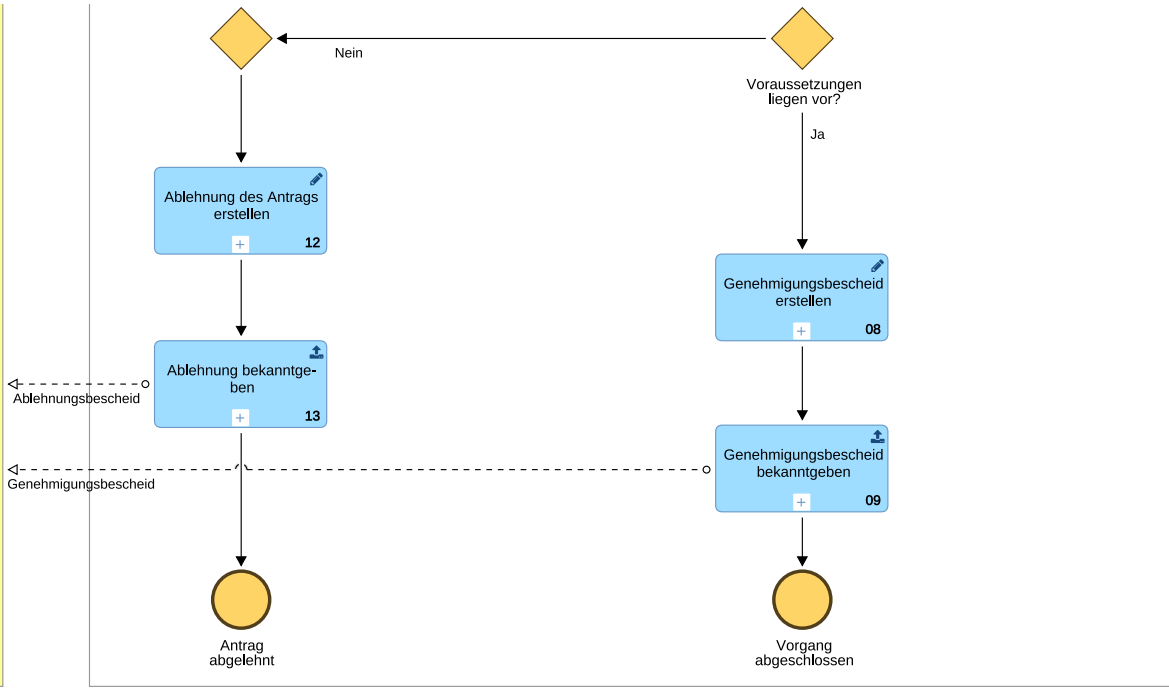 Nein
Voraussetzungen
liegen vor?
Ja
Ablehnung des Antrags
erstellen
12
Genehmigungsbescheid
erstellen
08
Ablehnung bekanntge-
ben
13
Ablehnungsbescheid
Genehmigungsbescheid
bekanntgeben
09
Genehmigungsbescheid
Antrag
abgelehnt
Vorgang
abgeschlossen